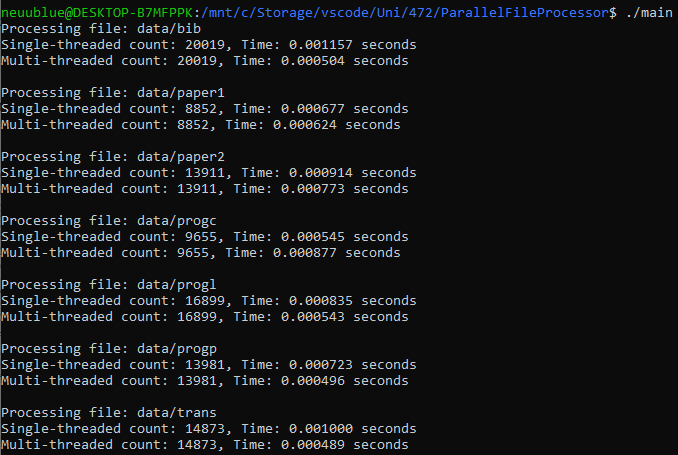 neuublue@DESKTOP-B7MFPPK:/mnt/c/Storage/vscode/Uni/472/ParallelFileProcessor$ ./main
Processing file: data/bib
Single-threaded count: 20019, Time: 0.001157 seconds
Multi-threaded count: 20019, Time: 0.000504 seconds

Processing file: data/paper1
Single-threaded count: 8852, Time: 0.000677 seconds
Multi-threaded count: 8852, Time: 0.000624 seconds

Processing file: data/paper2
Single-threaded count: 13911, Time: 0.000914 seconds
Multi-threaded count: 13911, Time: 0.000773 seconds

Processing file: data/progc
Single-threaded count: 9655, Time: 0.000545 seconds
Multi-threaded count: 9655, Time: 0.000877 seconds

Processing file: data/progl
Single-threaded count: 16899, Time: 0.000835 seconds
Multi-threaded count: 16899, Time: 0.000543 seconds

Processing file: data/progp
Single-threaded count: 13981, Time: 0.000723 seconds
Multi-threaded count: 13981, Time: 0.000496 seconds

Processing file: data/trans
Single-threaded count: 14873, Time: 0.001000 seconds
Multi-threaded count: 14873, Time: 0.000489 seconds